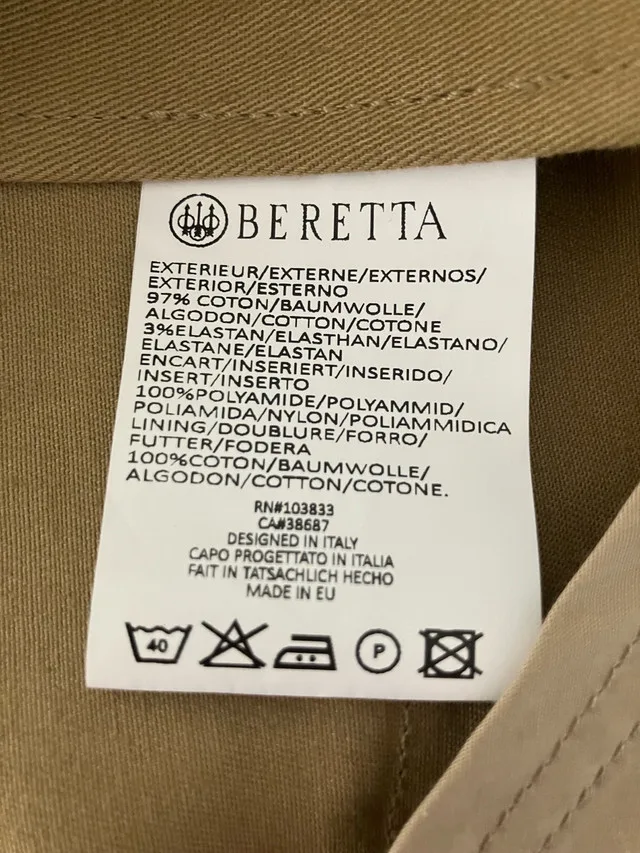 BERETTA
EXTERIEUR/EXTERNE/EXTERNOS/
EXTERIOR/ESTERNO
97% COTON/BAUMWOLLE/
ALGODON/COTTON/COTONE
3%ELASTAN/ELASTHAN/ELASTANO/
ELASTANE/ELASTAN
ENCART/INSERIERT/INSERIDO/
INSERT/INSERTO
100%POLYAMIDE/POLYAMMID/
POLIAMIDA/NYLON/POLIAMMIDICA
LINING/DOUBLURE/FORRO/
FUTTER/FODERA
100%COTON/BAUMWOLLE/
ALGODON/COTTON/COTONE.
RN#103833
CA#38687
DESIGNED IN ITALY
CAPO PROGETTATO IN ITALIA
FAIT IN TATSACHLICH HECHO
MADE IN EU
40 P